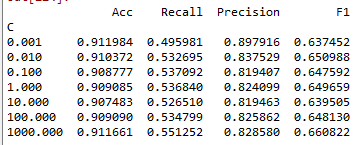 Acc Recall Precision F1
C
0.001 0.911984 0.495981 0.897916 0.637452
0.010 0.910372 0.532695 0.837529 0.650988
0.100 0.908777 0.537092 0.819407 0.647592
1.000 0.909085 0.536840 0.824099 0.649659
10.000 0.907483 0.526510 0.819463 0.639505
100.000 0.909090 0.534799 0.825862 0.648130
1000.000 0.911661 0.551252 0.828580 0.660822